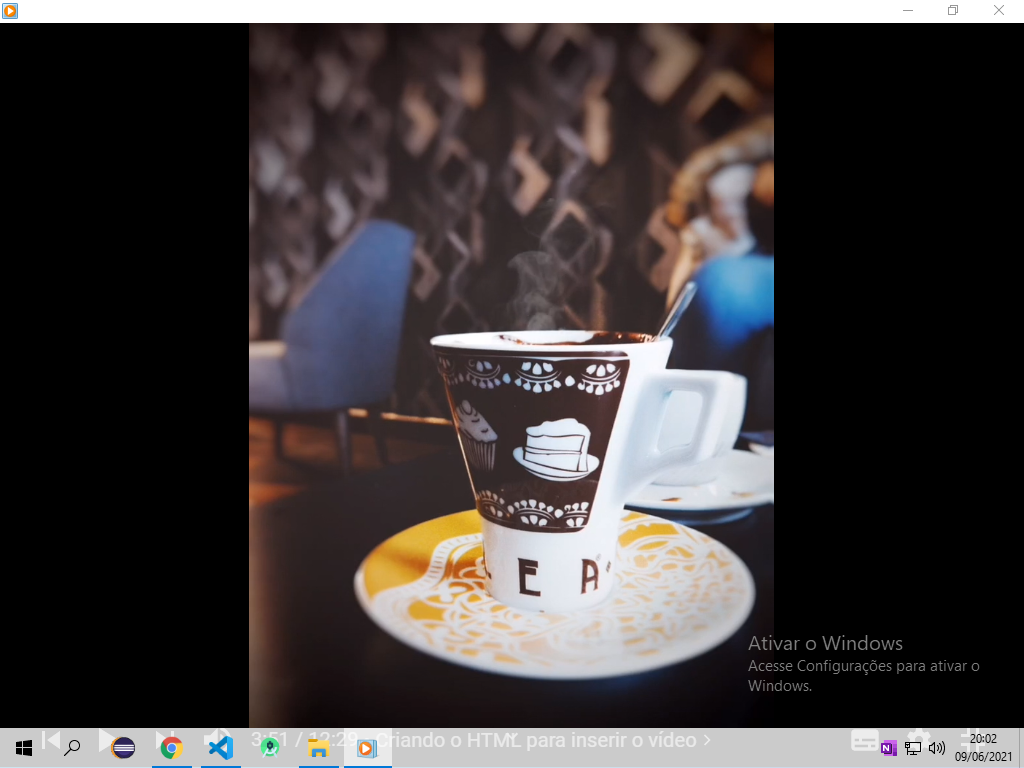 E A
Ativar o Windows
Acesse Configurações para ativar o
Windows.
3:51 / 12:29 Criando o HTML para inserir o vídeo >
N
20:02
09/06/2021